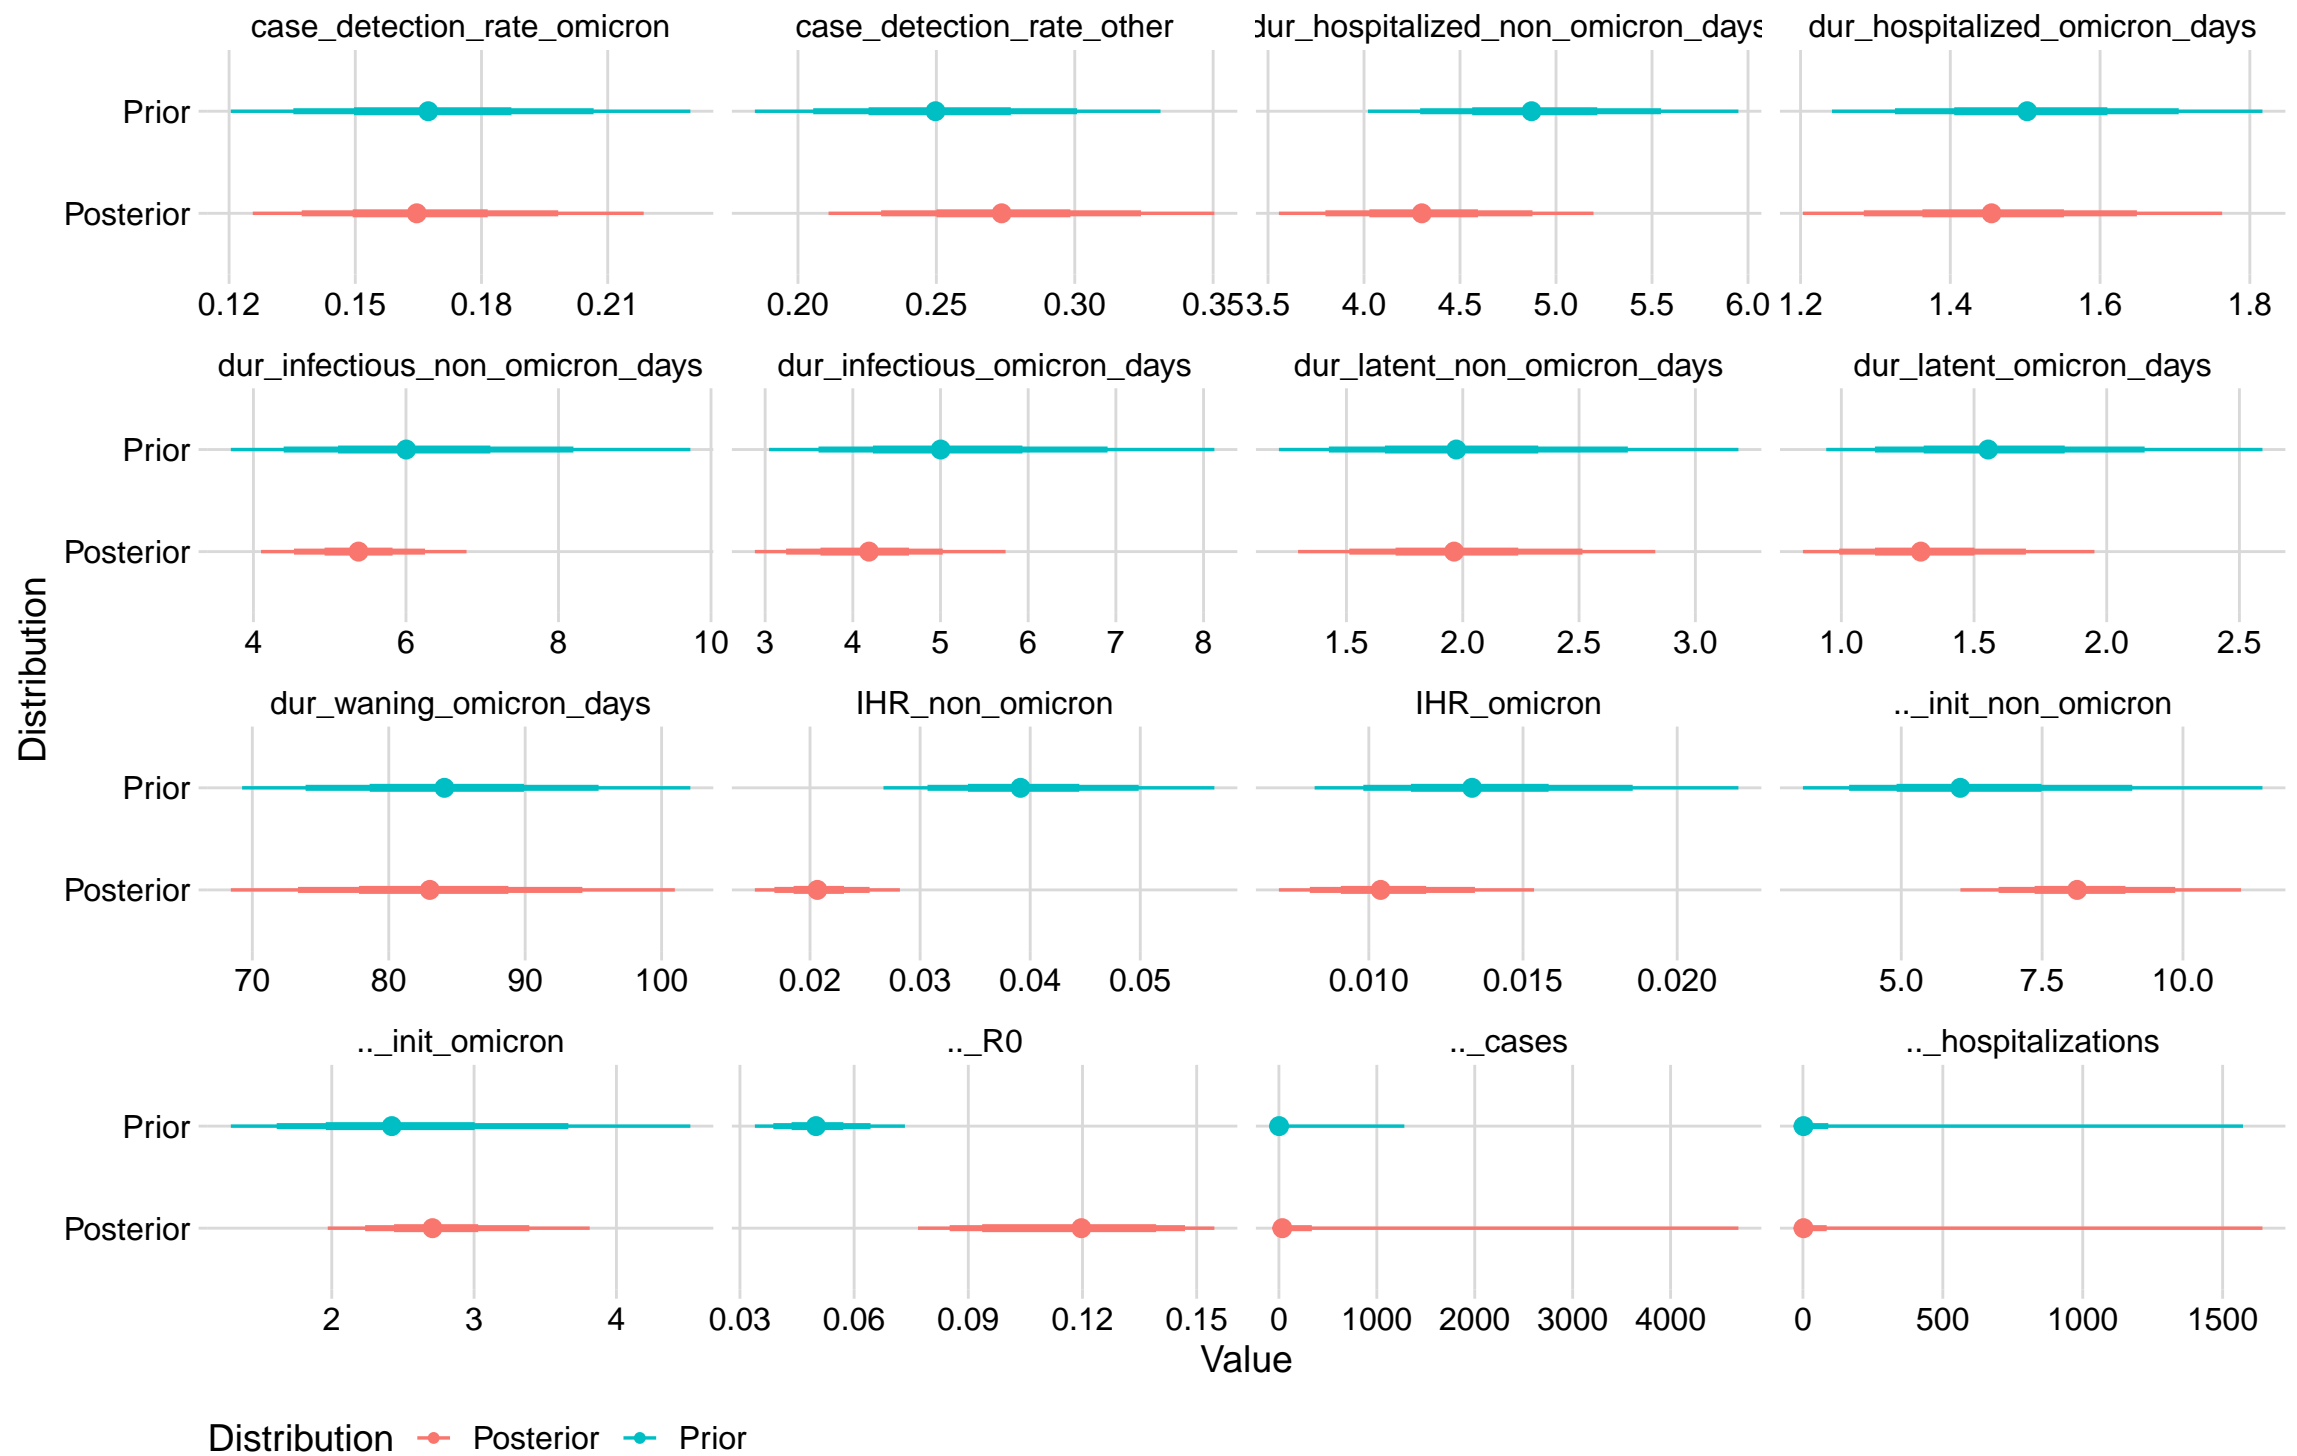 case_detection_rate_omicron case_detection_rate_other dur_hospitalized_non_omicron_days dur_hospitalized_omicron_days
Prior
Posterior
0.12 0.15 0.18 0.21 0.20 0.25 0.30 0.35 3.5 4.0 4.5 5.0 5.5 6.0 1.2 1.4 1.6 1.8
dur_infectious_non_omicron_days dur_infectious_omicron_days dur_latent_non_omicron_days dur_latent_omicron_days
Prior
Posterior
4 6 8 10 3 4 5 6 7 8 1.5 2.0 2.5 3.0 1.0 1.5 2.0 2.5
Distribution
dur_waning_omicron_days IHR_non_omicron IHR_omicron .._init_non_omicron
Prior
Posterior
70 80 90 100 0.02 0.03 0.04 0.05 0.010 0.015 0.020 5.0 7.5 10.0
.._init_omicron .._R0 .._cases .._hospitalizations
Prior
Posterior
2 3 4 0.03 0.06 0.09 0.12 0.15 0 1000 2000 3000 4000 0 500 1000 1500
Value
Distribution Posterior Prior